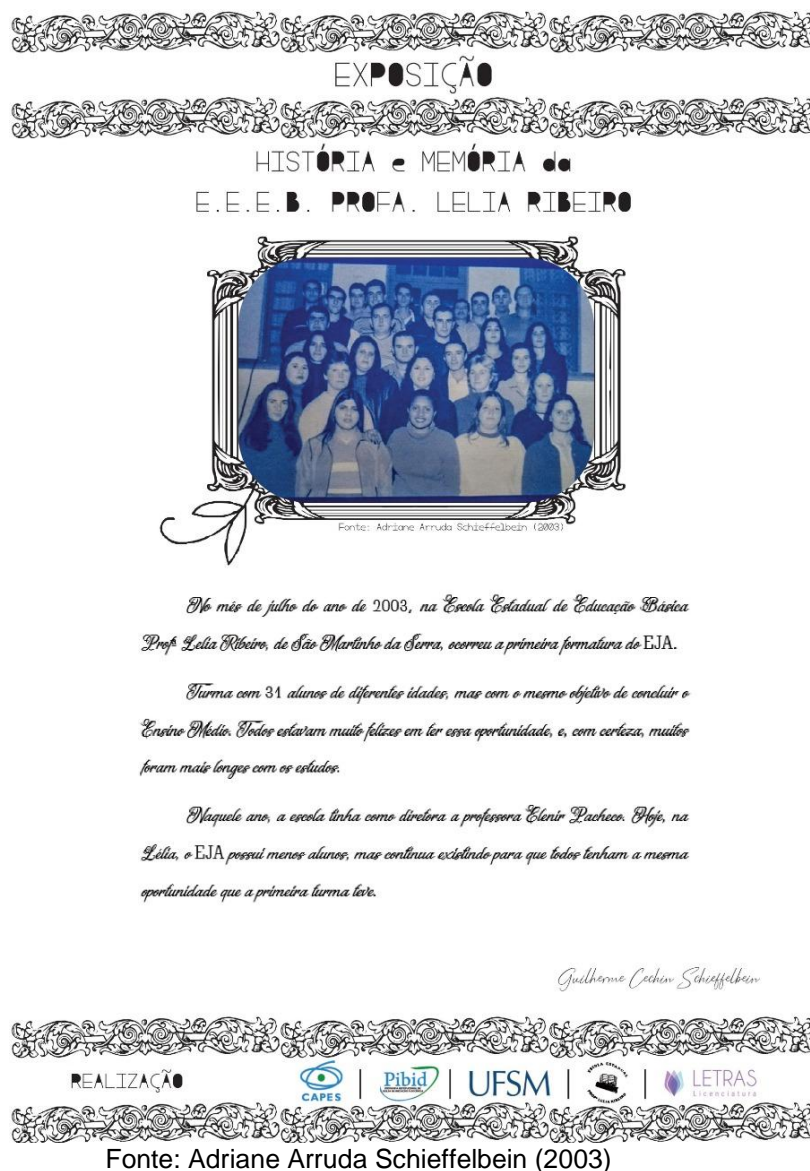 EXPOSIÇÃO
HISTÓRIA e MEMÓRIA da
E.E.E.B. PROFA. LELIA RIBEIRO
Fonte: Adriane Arruda Schieffelbein (2003)
No mês de julho do ano de 2003, na Escola Estadual de Educação Básica
Profª Lelia Ribeiro, de São Martinho da Serra, ocorreu a primeira formatura do EJA.
Turma com 31 alunos de diferentes idades, mas com o mesmo objetivo de concluir o
Ensino Médio. Todos estavam muito felizes em ter essa oportunidade, e, com certeza, muitos
foram mais longes com os estudos.
Naquele ano, a escola tinha como diretora a professora Elenir Pacheco. Hoje, na
Lélia, o EJA possui menos alunos, mas continua existindo para que todos tenham a mesma
oportunidade que a primeira turma teve.
Guilherme Cechin Schieffelbein
REALIZAÇÃO
CAPES
Pibid
UFSM
LETRAS
Licenciatura
Fonte: Adriane Arruda Schieffelbein (2003)